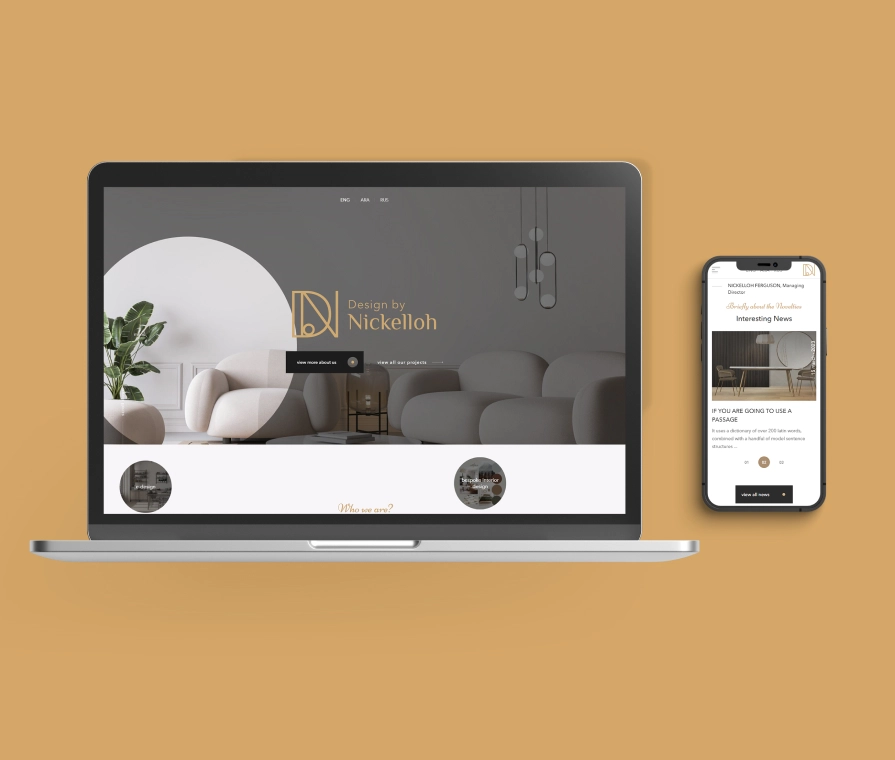 ENG ARA RUS
Design by
Nickelloh
view more about us
view all our projects
e-design
bespoke interior
design
Who we are?
NICKELLOH FERGUSON, Managing
Director
Briefly about the Novelties
Interesting News
IF YOU ARE GOING TO USE A
PASSAGE
It uses a dictionary of over 200 latin words,
combined with a handful of model sentence
structures ...
01 02 03
view all news